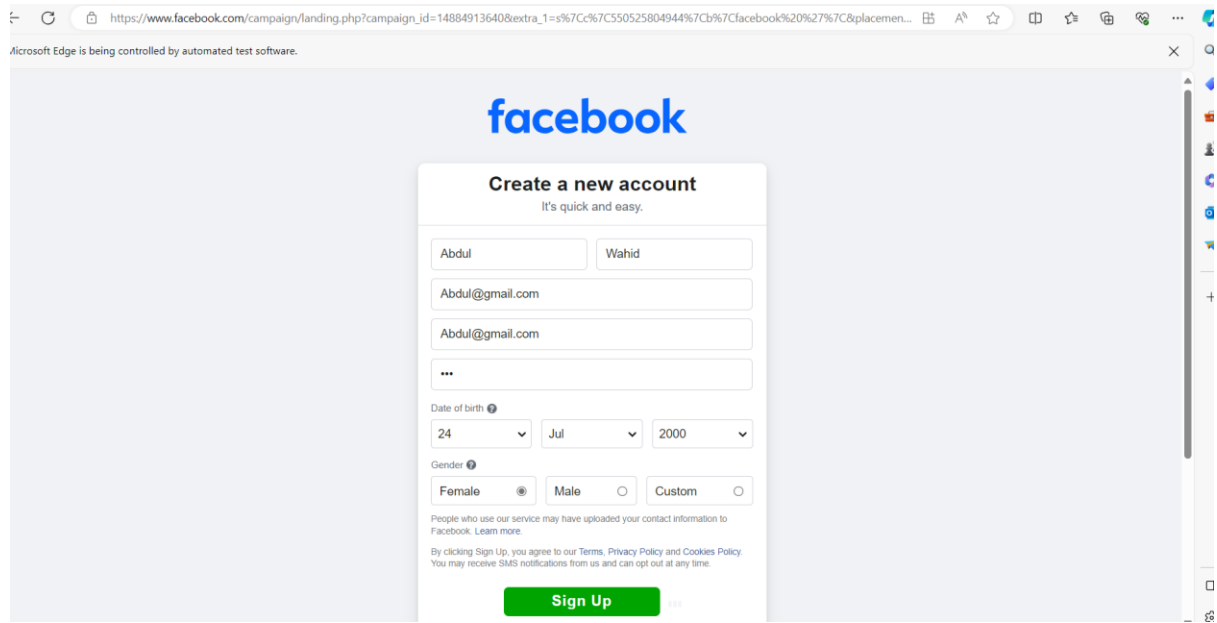 https://www.facebook.com/campaign/landing.php?campaign_id=14884913640&extra_1=s%7Cc%7C550525804944%7Cb%7Cfacebook%20%27%7C&placemen...
Microsoft Edge is being controlled by automated test software.
facebook
Create a new account
It's quick and easy.
Abdul Wahid
Abdul@gmail.com
Abdul@gmail.com
•••
Date of birth ?
24 Jul 2000
Gender ?
Female Male Custom
People who use our service may have uploaded your contact information to
Facebook. Learn more.
By clicking Sign Up, you agree to our Terms, Privacy Policy and Cookies Policy.
You may receive SMS notifications from us and can opt out at any time.
Sign Up